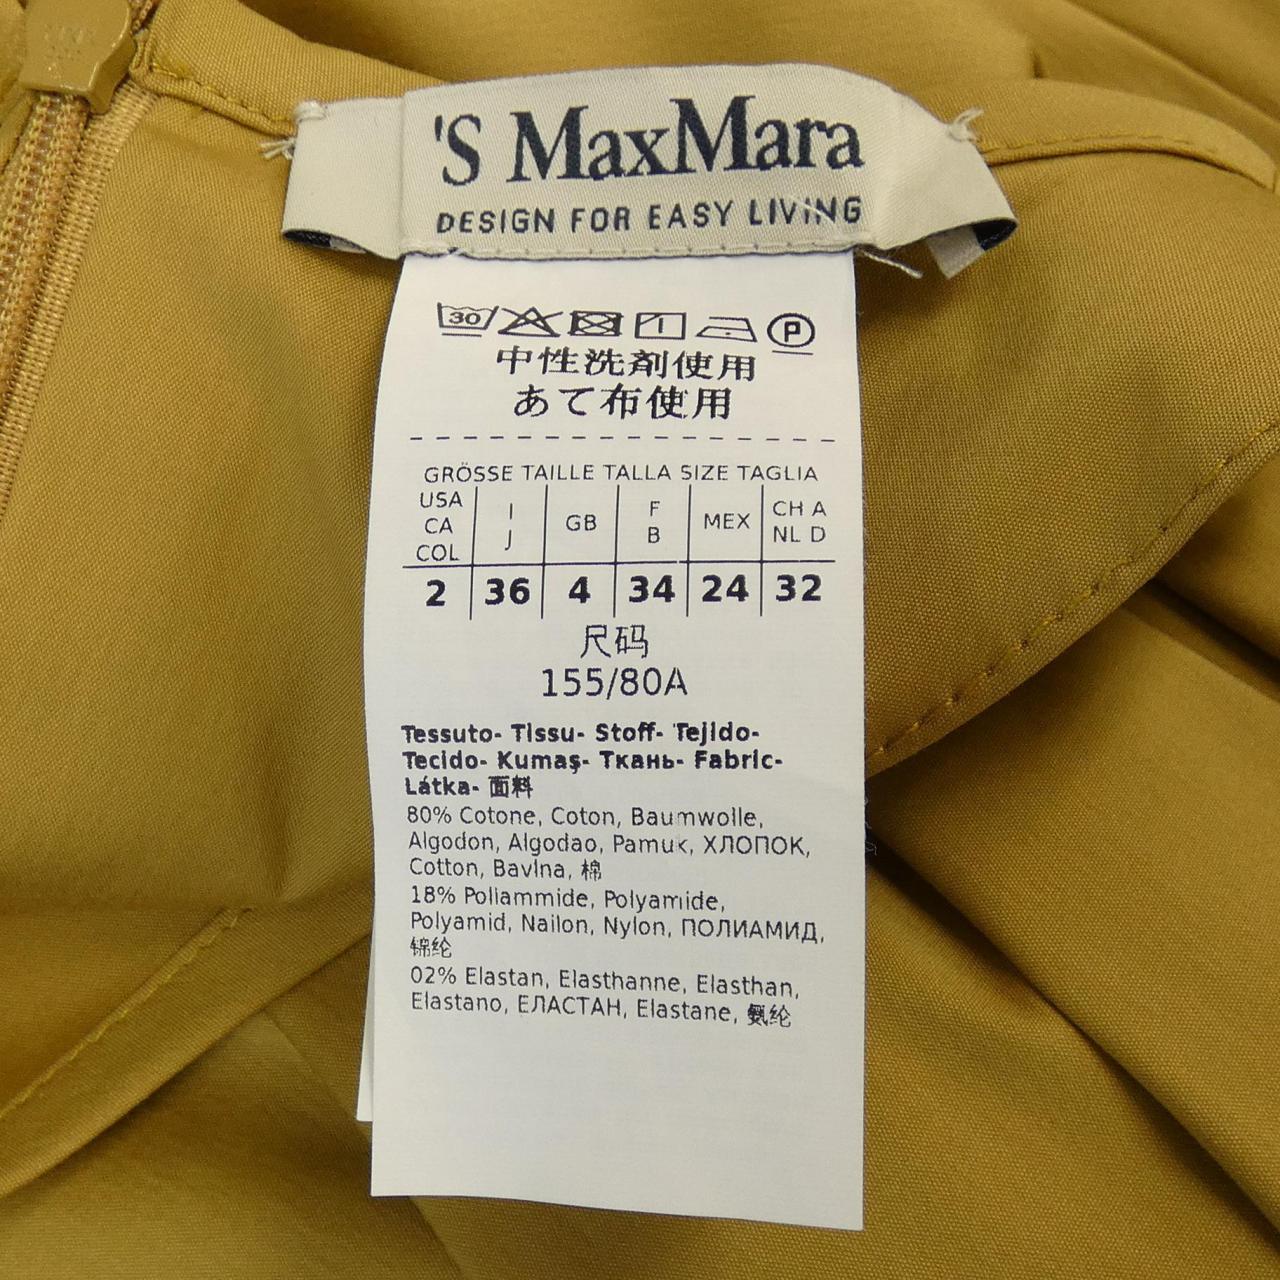 'S MaxMara
DESIGN FOR EASY LIVING
30 P
中性洗剤使用
あて布使用
GRÖSSE TAILLE TALLA SIZE TAGLIA
USA CA COL I J GB F B MEX CH A NL D
2 36 4 34 24 32
尺码
155/80A
Tessuto- Tissu- Stoff- Tejido-
Tecido- Kumaş- Ткань- Fabric-
Látka- 面料
80% Cotone, Coton, Baumwolle,
Algodon, Algodao, Pamuk, ХЛОПОК,
Cotton, Bavlna, 棉
18% Poliammide, Polyamide,
Polyamid, Nailon, Nylon, ПОЛИАМИД,
锦纶
02% Elastan, Elasthanne, Elasthan,
Elastano, ЕЛАСТАН, Elastane, 氨纶